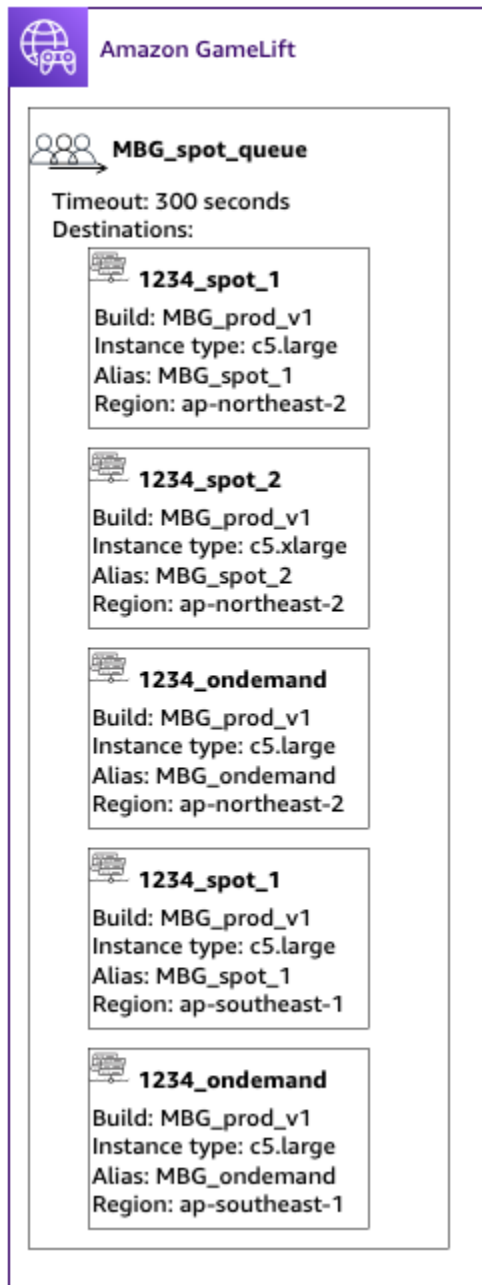 Amazon GameLift
MBG_spot_queue
Timeout: 300 seconds
Destinations:
1234_spot_1
Build: MBG_prod_v1
Instance type: c5.large
Alias: MBG_spot_1
Region: ap-northeast-2
1234_spot_2
Build: MBG_prod_v1
Instance type: c5.xlarge
Alias: MBG_spot_2
Region: ap-northeast-2
1234_ondemand
Build: MBG_prod_v1
Instance type: c5.large
Alias: MBG_ondemand
Region: ap-northeast-2
1234_spot_1
Build: MBG_prod_v1
Instance type: c5.large
Alias: MBG_spot_1
Region: ap-southeast-1
1234_ondemand
Build: MBG_prod_v1
Instance type: c5.large
Alias: MBG_ondemand
Region: ap-southeast-1